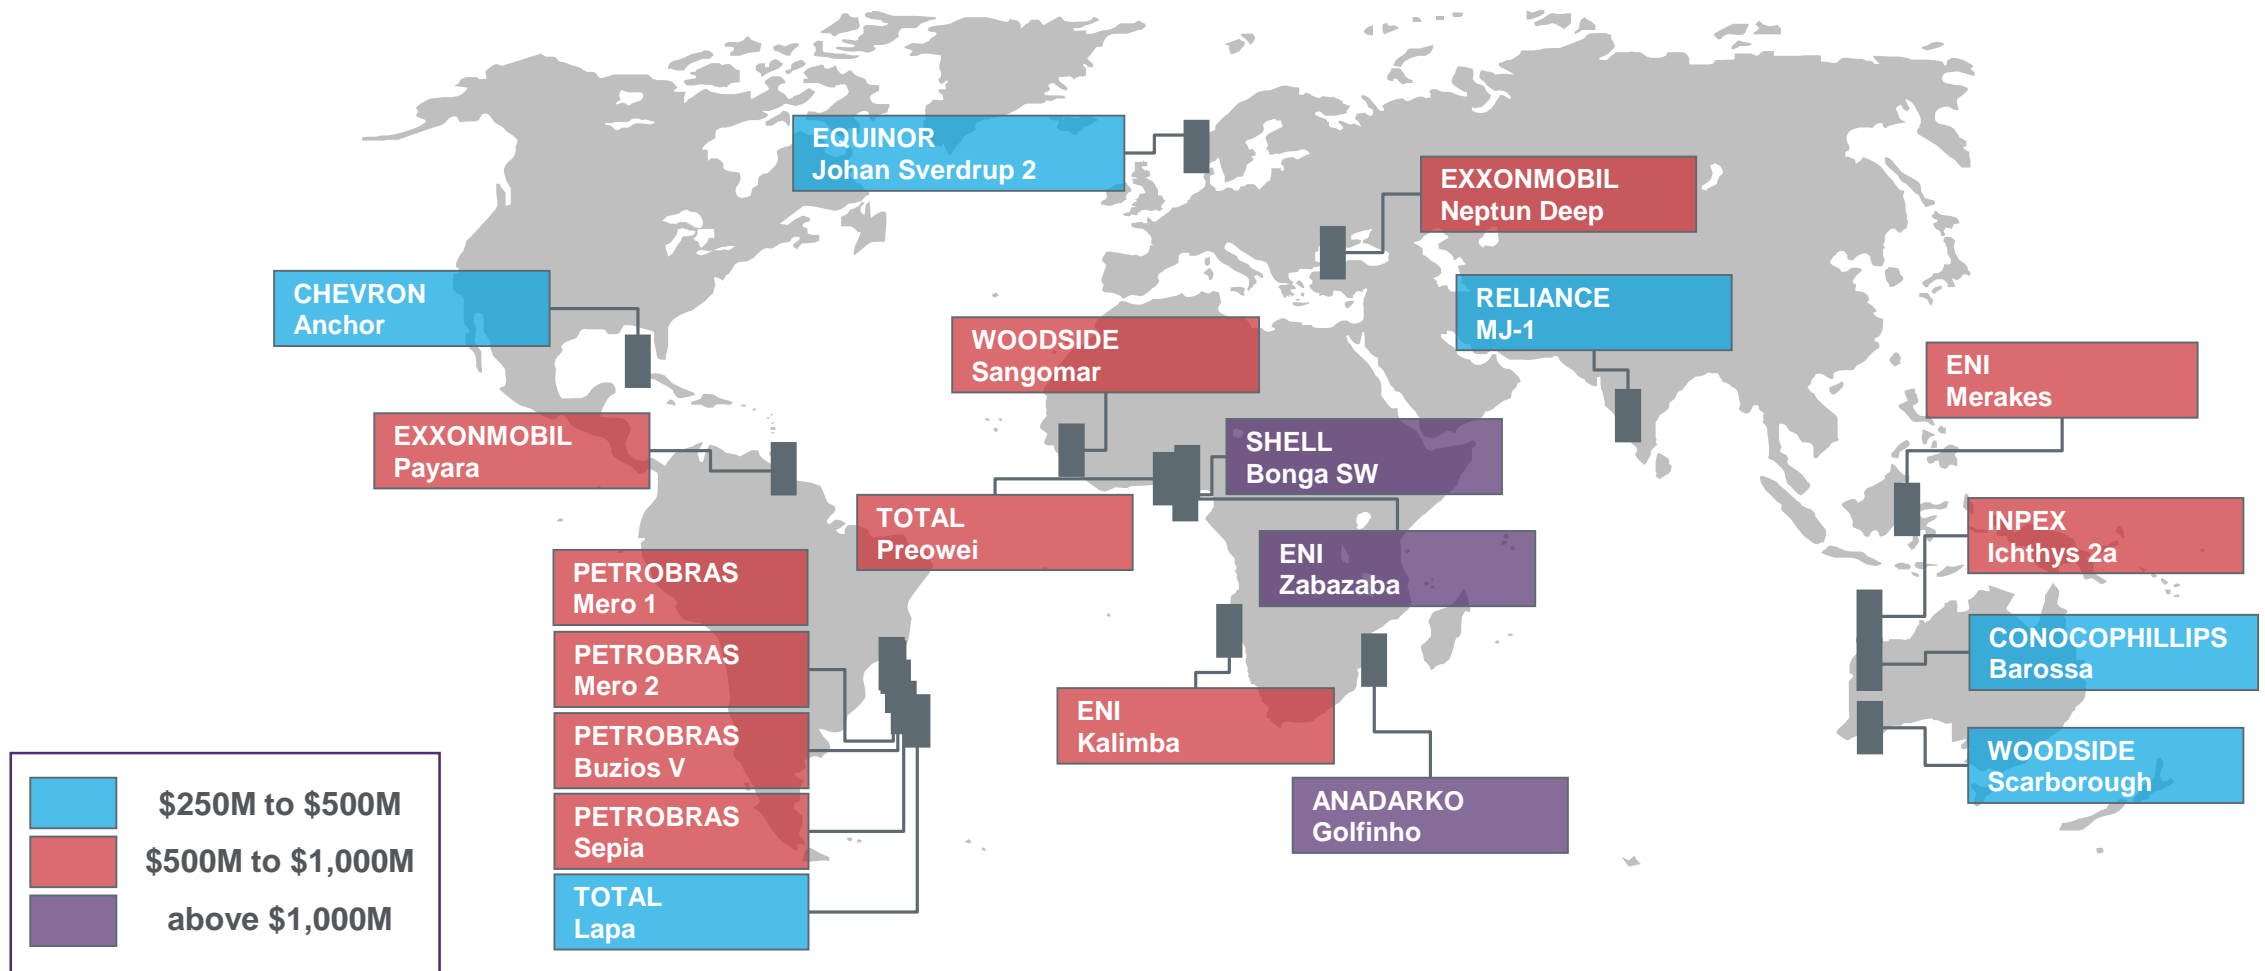 EQUINOR
Johan Sverdrup 2
EXXONMOBIL
Neptun Deep
CHEVRON
Anchor
RELIANCE
MJ-1
WOODSIDE
Sangomar
ENI
Merakes
EXXONMOBIL
Payara
SHELL
Bonga SW
TOTAL
Preowei
INPEX
Ichthys 2a
ENI
Zabazaba
PETROBRAS
Mero 1
PETROBRAS
Mero 2
CONOCOPHILLIPS
Barossa
ENI
Kalimba
PETROBRAS
Buzios V
WOODSIDE
Scarborough
ANADARKO
Golfinho
PETROBRAS
Sepia
TOTAL
Lapa
$250M to $500M
$500M to $1,000M
above $1,000M